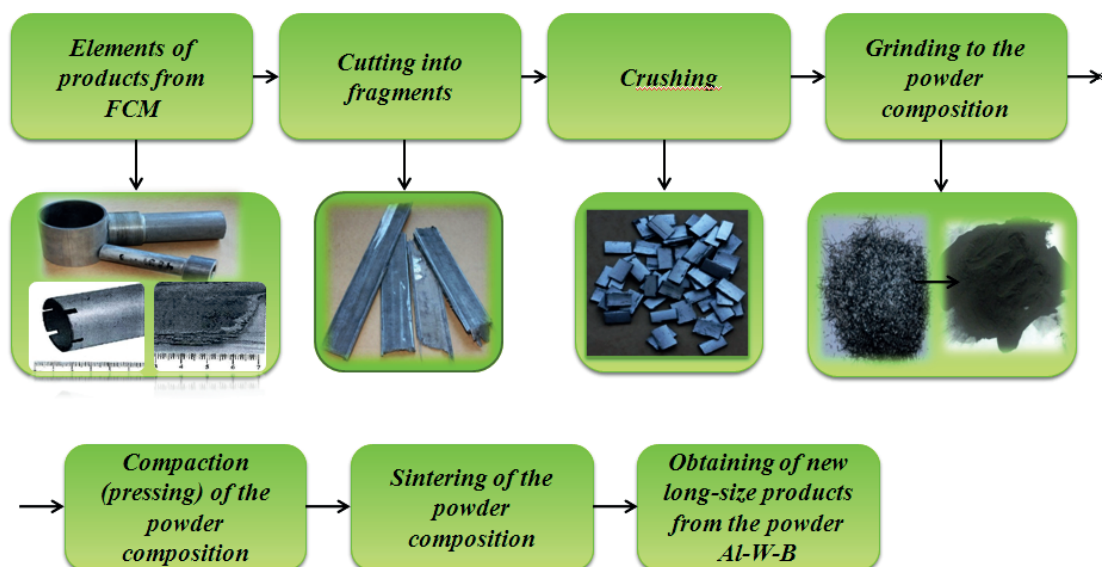 Elements of
products from
FCM
Cutting into
fragments
Crushing
Grinding to the
powder
composition
Compaction
(pressing) of the
powder
composition
Sintering of the
powder
composition
Obtaining of new
long-size products
from the powder
Al-W-B